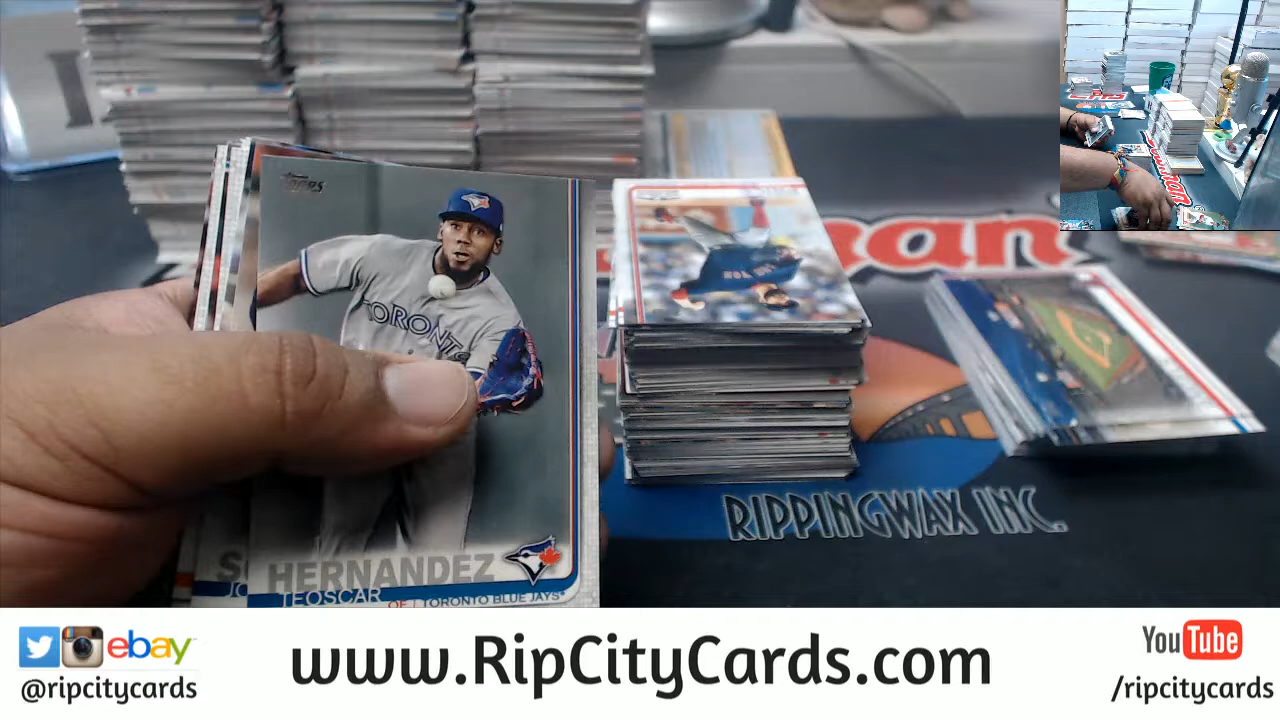 Topps
TORONTO
HERNANDEZ
TEOSCAR
OF | TORONTO BLUE JAYS
RIPPINGWAX INC.
ebay
@ripcitycards
www.RipCityCards.com
YouTube
/ripcitycards